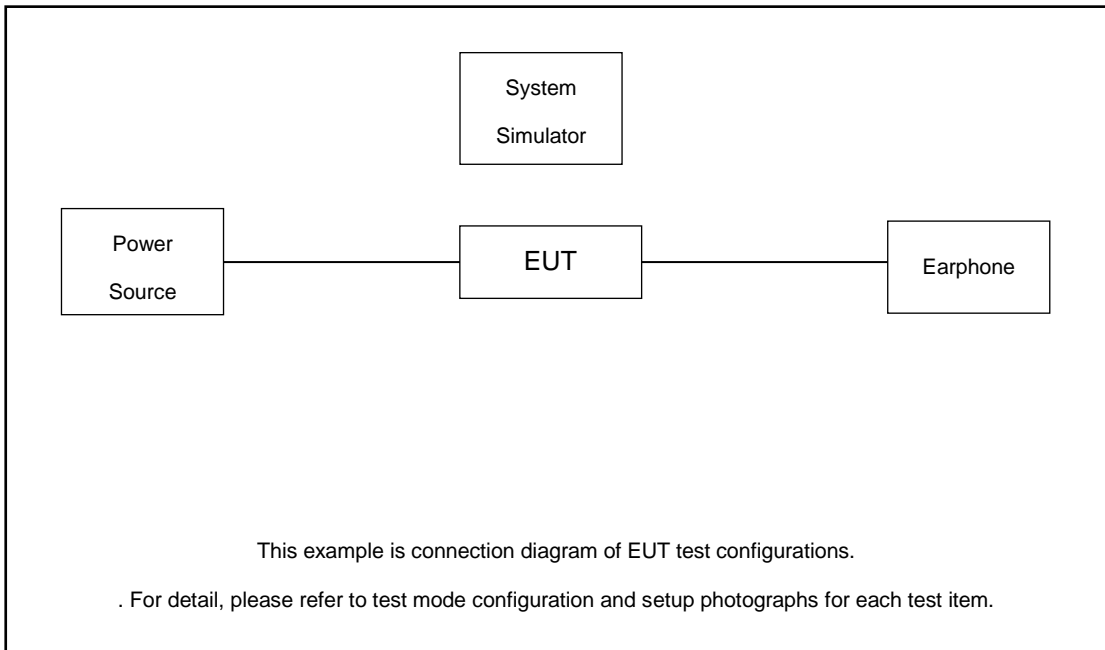 System
Simulator
Power
Source
EUT
Earphone
This example is connection diagram of EUT test configurations.
. For detail, please refer to test mode configuration and setup photographs for each test item.